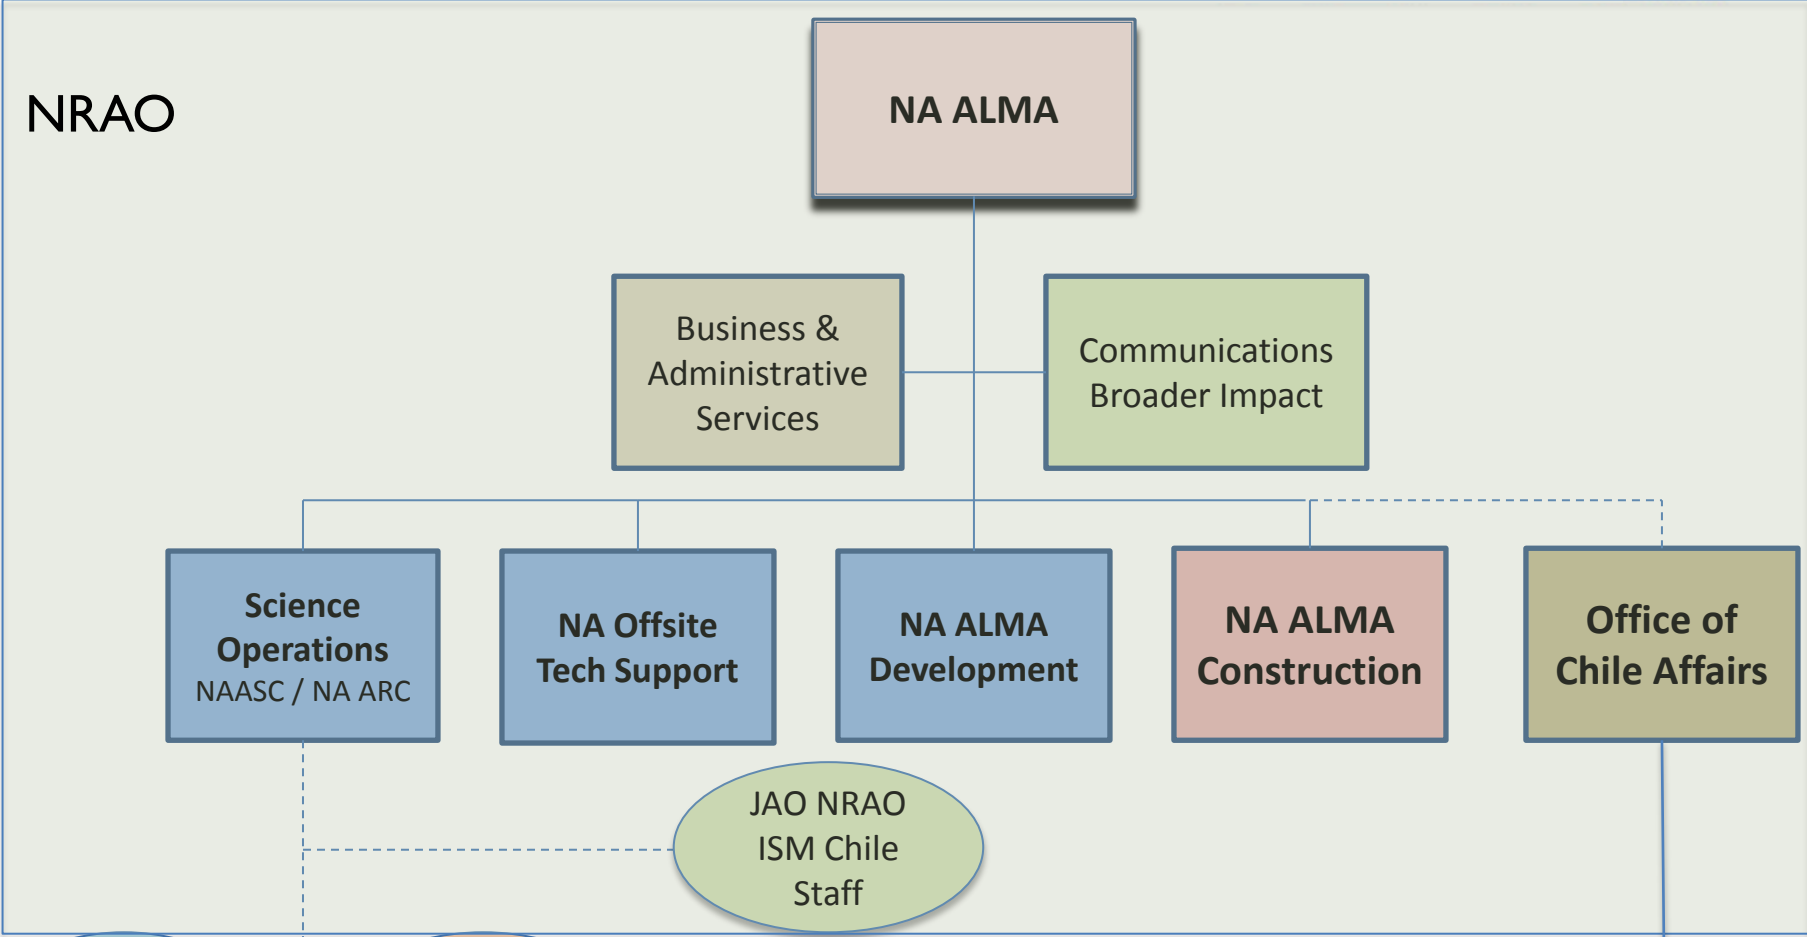 NRAO
NA ALMA
Business &
Administrative
Services
Communications
Broader Impact
Science
Operations
NAASC / NA ARC
NA Offsite
Tech Support
NA ALMA
Development
NA ALMA
Construction
Office of
Chile Affairs
JAO NRAO
ISM Chile
Staff